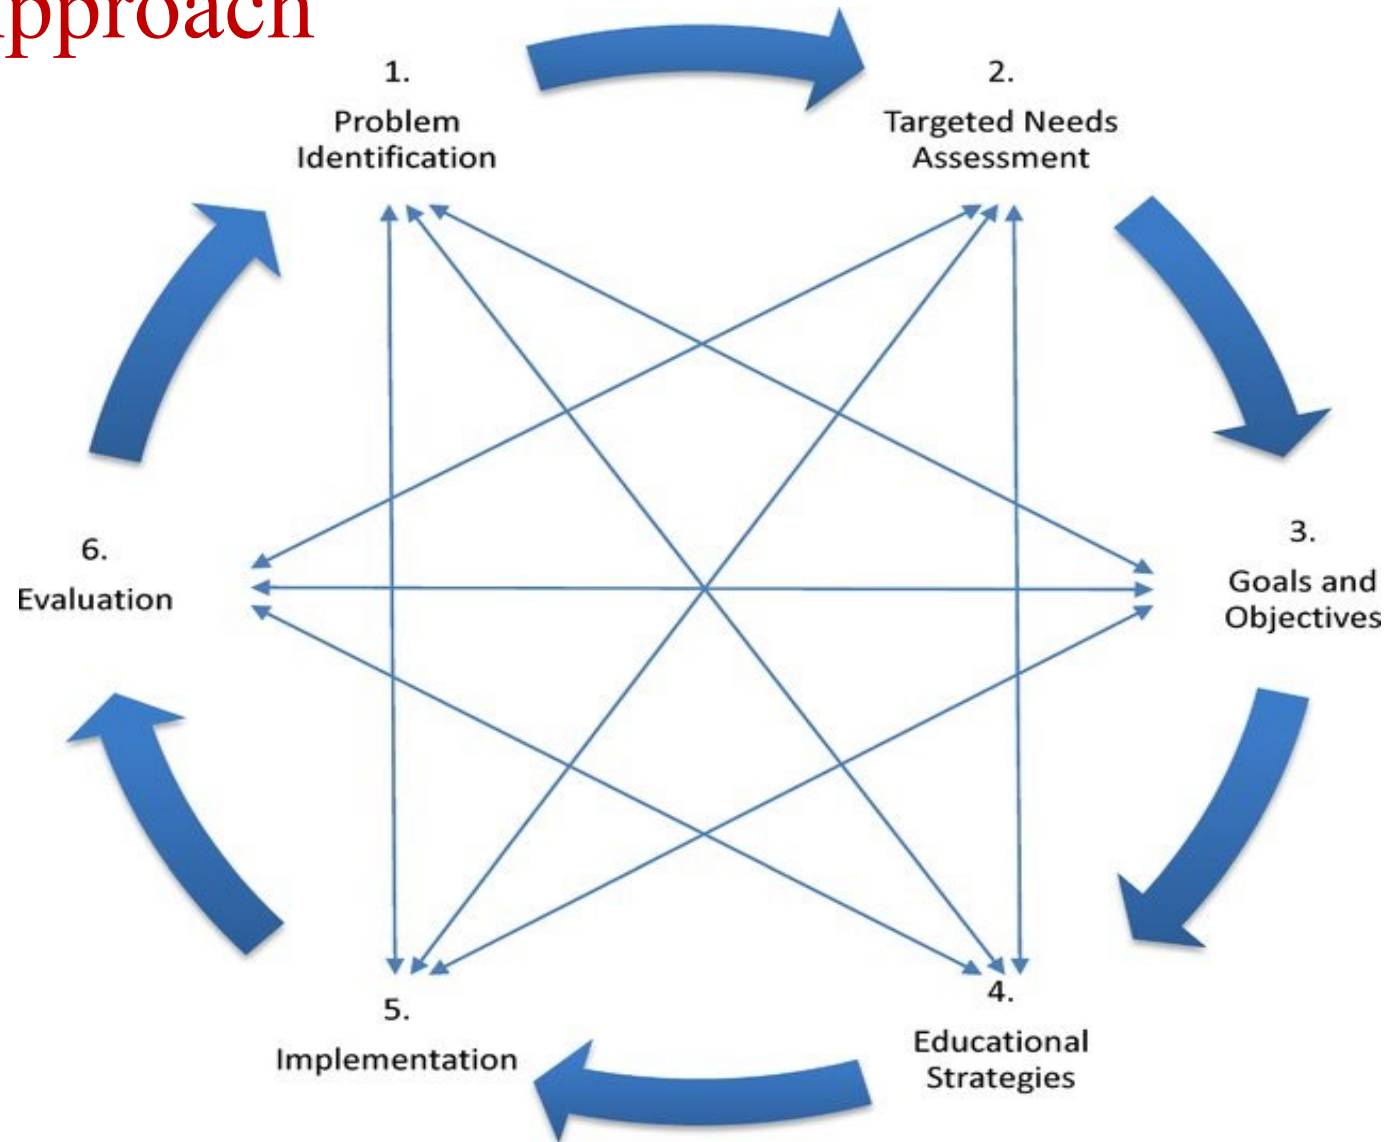 pproach
1.
Problem
Identification
2.
Targeted Needs
Assessment
3.
Goals and
Objectives
4.
Educational
Strategies
5.
Implementation
6.
Evaluation